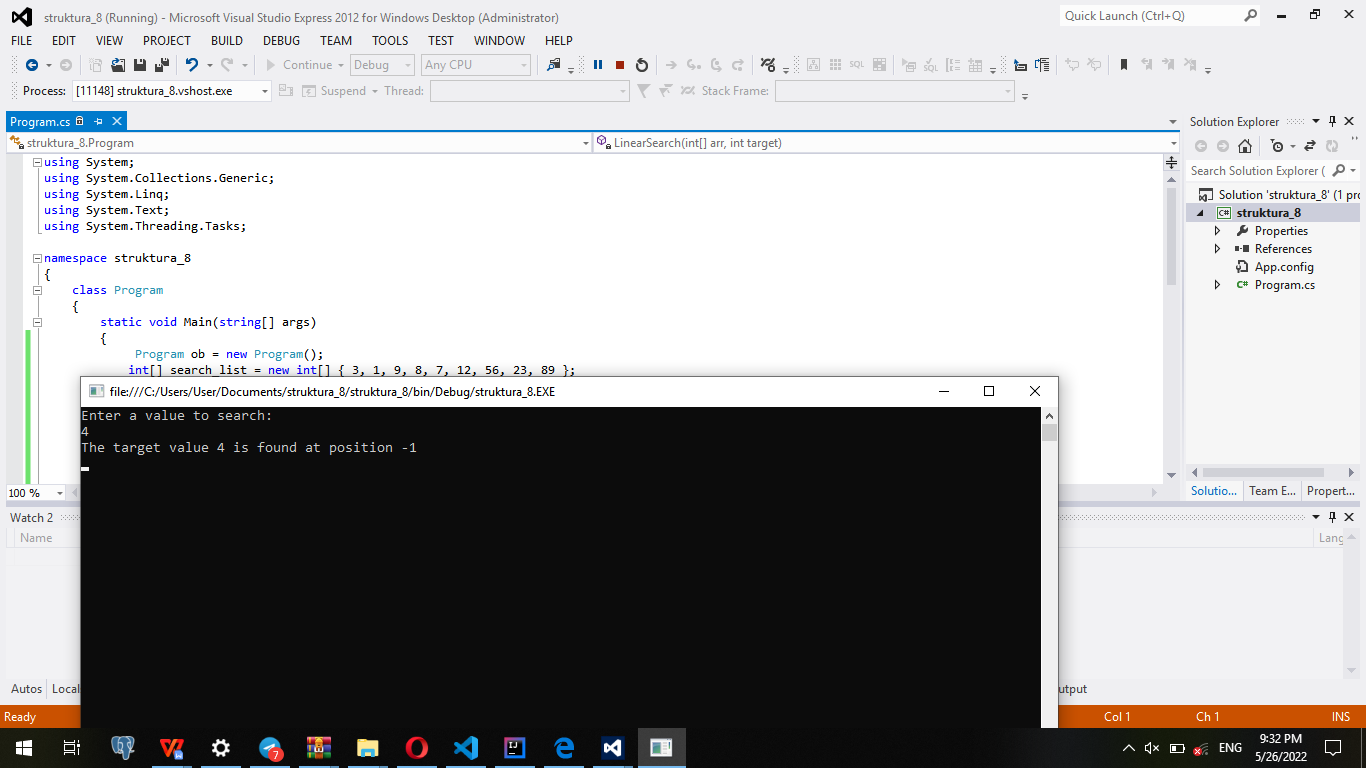 struktura_8 (Running) - Microsoft Visual Studio Express 2012 for Windows Desktop (Administrator)
Quick Launch (Ctrl+Q)
FILE EDIT VIEW PROJECT BUILD DEBUG TEAM TOOLS TEST WINDOW HELP
Continue Debug Any CPU SQL SQL
Process: [11148] struktura_8.vshost.exe Suspend Thread: Stack Frame:
Program.cs
struktura_8.Program LinearSearch(int[] arr, int target)
using System;
using System.Collections.Generic;
using System.Linq;
using System.Text;
using System.Threading.Tasks;
namespace struktura_8
{
class Program
{
static void Main(string[] args)
{
Program ob = new Program();
int[] search_list = new int[] { 3, 1, 9, 8, 7, 12, 56, 23, 89 };
file:///C:/Users/User/Documents/struktura_8/struktura_8/bin/Debug/struktura_8.EXE
Enter a value to search:
4
The target value 4 is found at position -1
100 %
Watch 2
Name
Lang
Autos Local
utput
Solution Explorer
Search Solution Explorer (
Solution 'struktura_8' (1 pro
C# struktura_8
Properties
References
App.config
C# Program.cs
Solutio... Team E... Propert...
Ready Col 1 Ch 1 INS
7
ENG
9:32 PM
5/26/2022